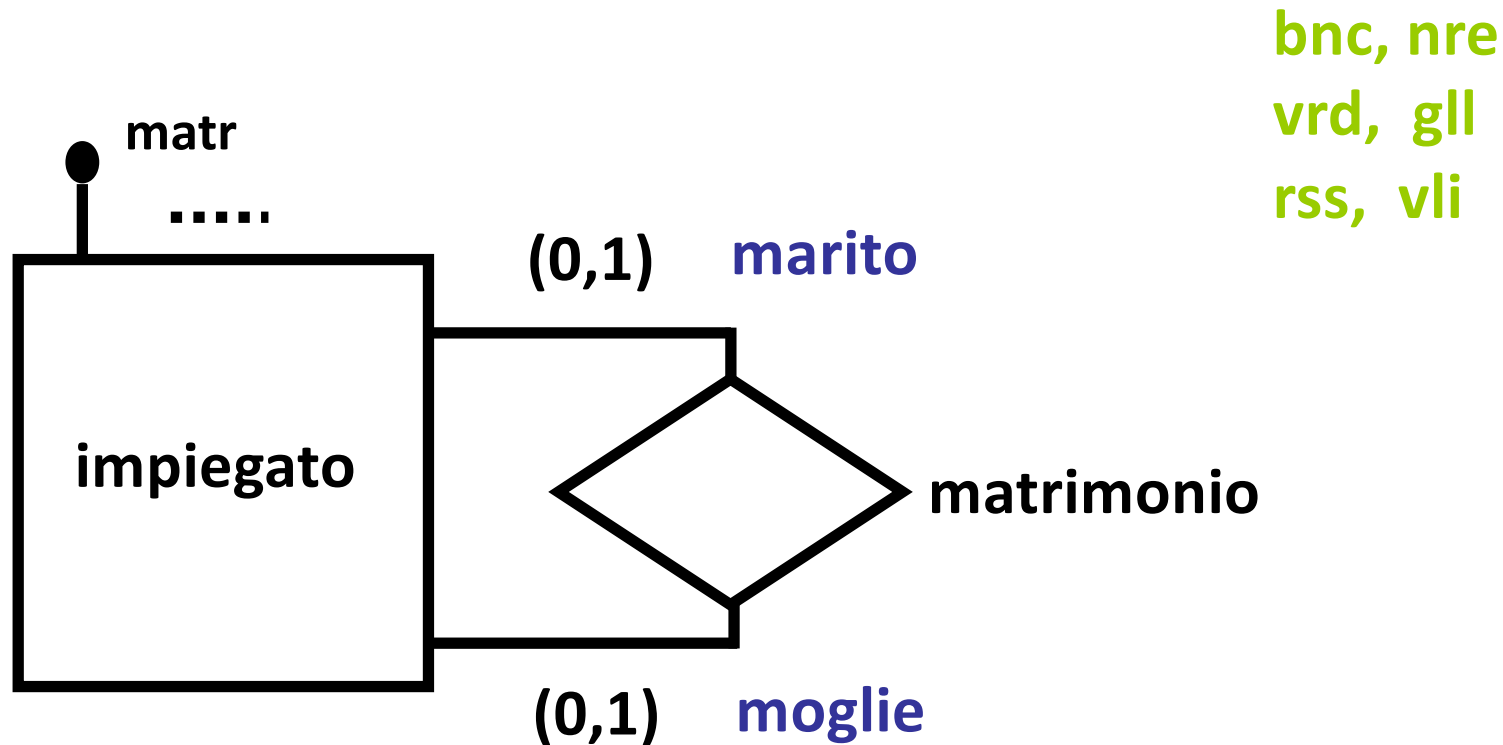 bnc, nre
vrd, gll
rss, vli
matr
.....
(0,1) marito
impiegato
matrimonio
(0,1) moglie